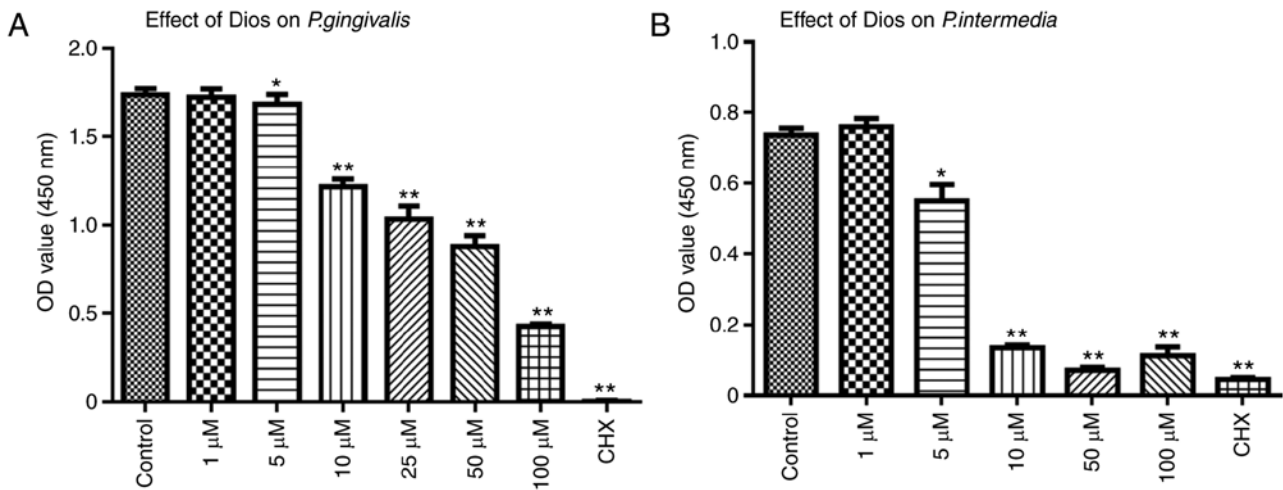 A
Effect of Dios on P.gingivalis
OD value (450 nm)
2.0
1.5
1.0
0.5
0
*
**
**
**
**
**
Control
1 µM
5 µM
10 µM
25 µM
50 µM
100 µM
CHX
B
Effect of Dios on P.intermedia
OD value (450 nm)
1.0
0.8
0.6
0.4
0.2
0
*
**
**
**
**
Control
1 µM
5 µM
10 µM
50 µM
100 µM
CHX